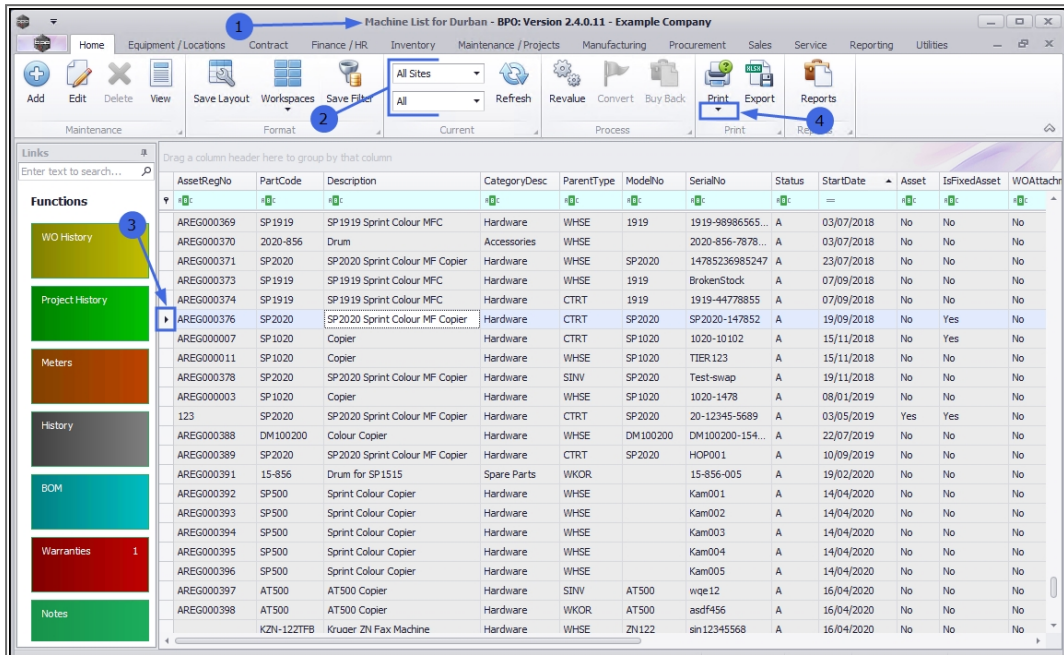 Machine List for Durban - BPO: Version 2.4.0.11 - Example Company
1
Home Equipment / Locations Contract Finance / HR Inventory Maintenance / Projects Manufacturing Procurement Sales Service Reporting Utilities
All Sites
All
Add Edit Delete View Save Layout Workspaces Save Filter Refresh Revalue Convert Buy Back Print Export Reports
2
4
Maintenance Format Current Process Print
Links
Enter text to search...
Drag a column header here to group by that column
AssetRegNo PartCode Description CategoryDesc ParentType ModelNo SerialNo Status StartDate Asset IsFixedAsset
Functions
WO History
3
Project History
Meters
History
BOM
Warranties 1
Notes
AREG000369 SP1919 SP1919 Sprint Colour MFC Hardware WHSE 1919 1919-98986565... A 03/07/2018 No No No
AREG000370 2020-856 Drum Accessories WHSE 2020-856-7878... A 03/07/2018 No No No
AREG000371 SP2020 SP2020 Sprint Colour MF Copier Hardware WHSE SP2020 14785236985247 A 23/07/2018 No No No
AREG000373 SP1919 SP1919 Sprint Colour MFC Hardware WHSE 1919 BrokenStock A 07/09/2018 No No No
AREG000374 SP1919 SP1919 Sprint Colour MFC Hardware CTRT 1919 1919-44778855 A 07/09/2018 No No No
AREG000376 SP2020 SP2020 Sprint Colour MF Copier Hardware CTRT SP2020 SP2020-147852 A 19/09/2018 No Yes No
AREG000007 SP1020 Copier Hardware CTRT SP1020 1020-10102 A 15/11/2018 No Yes No
AREG000011 SP1020 Copier Hardware WHSE SP1020 TIER123 A 15/11/2018 No No No
AREG000378 SP2020 SP2020 Sprint Colour MF Copier Hardware SINV SP2020 Test-swap A 19/11/2018 No No No
AREG000003 SP1020 Copier Hardware WHSE SP1020 1020-1478 A 08/01/2019 No No No
123 SP2020 SP2020 Sprint Colour MF Copier Hardware CTRT SP2020 20-12345-5689 A 03/05/2019 Yes Yes No
AREG000388 DM100200 Colour Copier Hardware WHSE DM100200 DM100200-154... A 22/07/2019 No No No
AREG000389 SP2020 SP2020 Sprint Colour MF Copier Hardware CTRT SP2020 HOP001 A 10/09/2019 No No No
AREG000391 15-856 Drum for SP1515 Spare Parts WKOR 15-856-005 A 19/02/2020 No No No
AREG000392 SP500 Sprint Colour Copier Hardware WHSE Kam001 A 14/04/2020 No No No
AREG000393 SP500 Sprint Colour Copier Hardware WHSE Kam002 A 14/04/2020 No No No
AREG000394 SP500 Sprint Colour Copier Hardware WHSE Kam003 A 14/04/2020 No No No
AREG000395 SP500 Sprint Colour Copier Hardware WHSE Kam004 A 14/04/2020 No No No
AREG000396 SP500 Sprint Colour Copier Hardware WHSE Kam005 A 14/04/2020 No No No
AREG000397 AT500 AT500 Copier Hardware SINV AT500 wqe12 A 16/04/2020 No No No
AREG000398 AT500 AT500 Copier Hardware WKOR AT500 asdf456 A 16/04/2020 No No No
KZN-122TFB Kruger ZN Fax Machine Hardware WHSE ZN122 sin12345568 A 16/04/2020 No No No